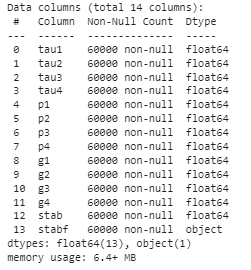 Data columns (total 14 columns):
 #   Column  Non-Null Count  Dtype
---  ------  --------------  -----
 0   tau1    60000 non-null  float64
 1   tau2    60000 non-null  float64
 2   tau3    60000 non-null  float64
 3   tau4    60000 non-null  float64
 4   p1      60000 non-null  float64
 5   p2      60000 non-null  float64
 6   p3      60000 non-null  float64
 7   p4      60000 non-null  float64
 8   g1      60000 non-null  float64
 9   g2      60000 non-null  float64
 10  g3      60000 non-null  float64
 11  g4      60000 non-null  float64
 12  stab    60000 non-null  float64
 13  stabf   60000 non-null  object
dtypes: float64(13), object(1)
memory usage: 6.4+ MB